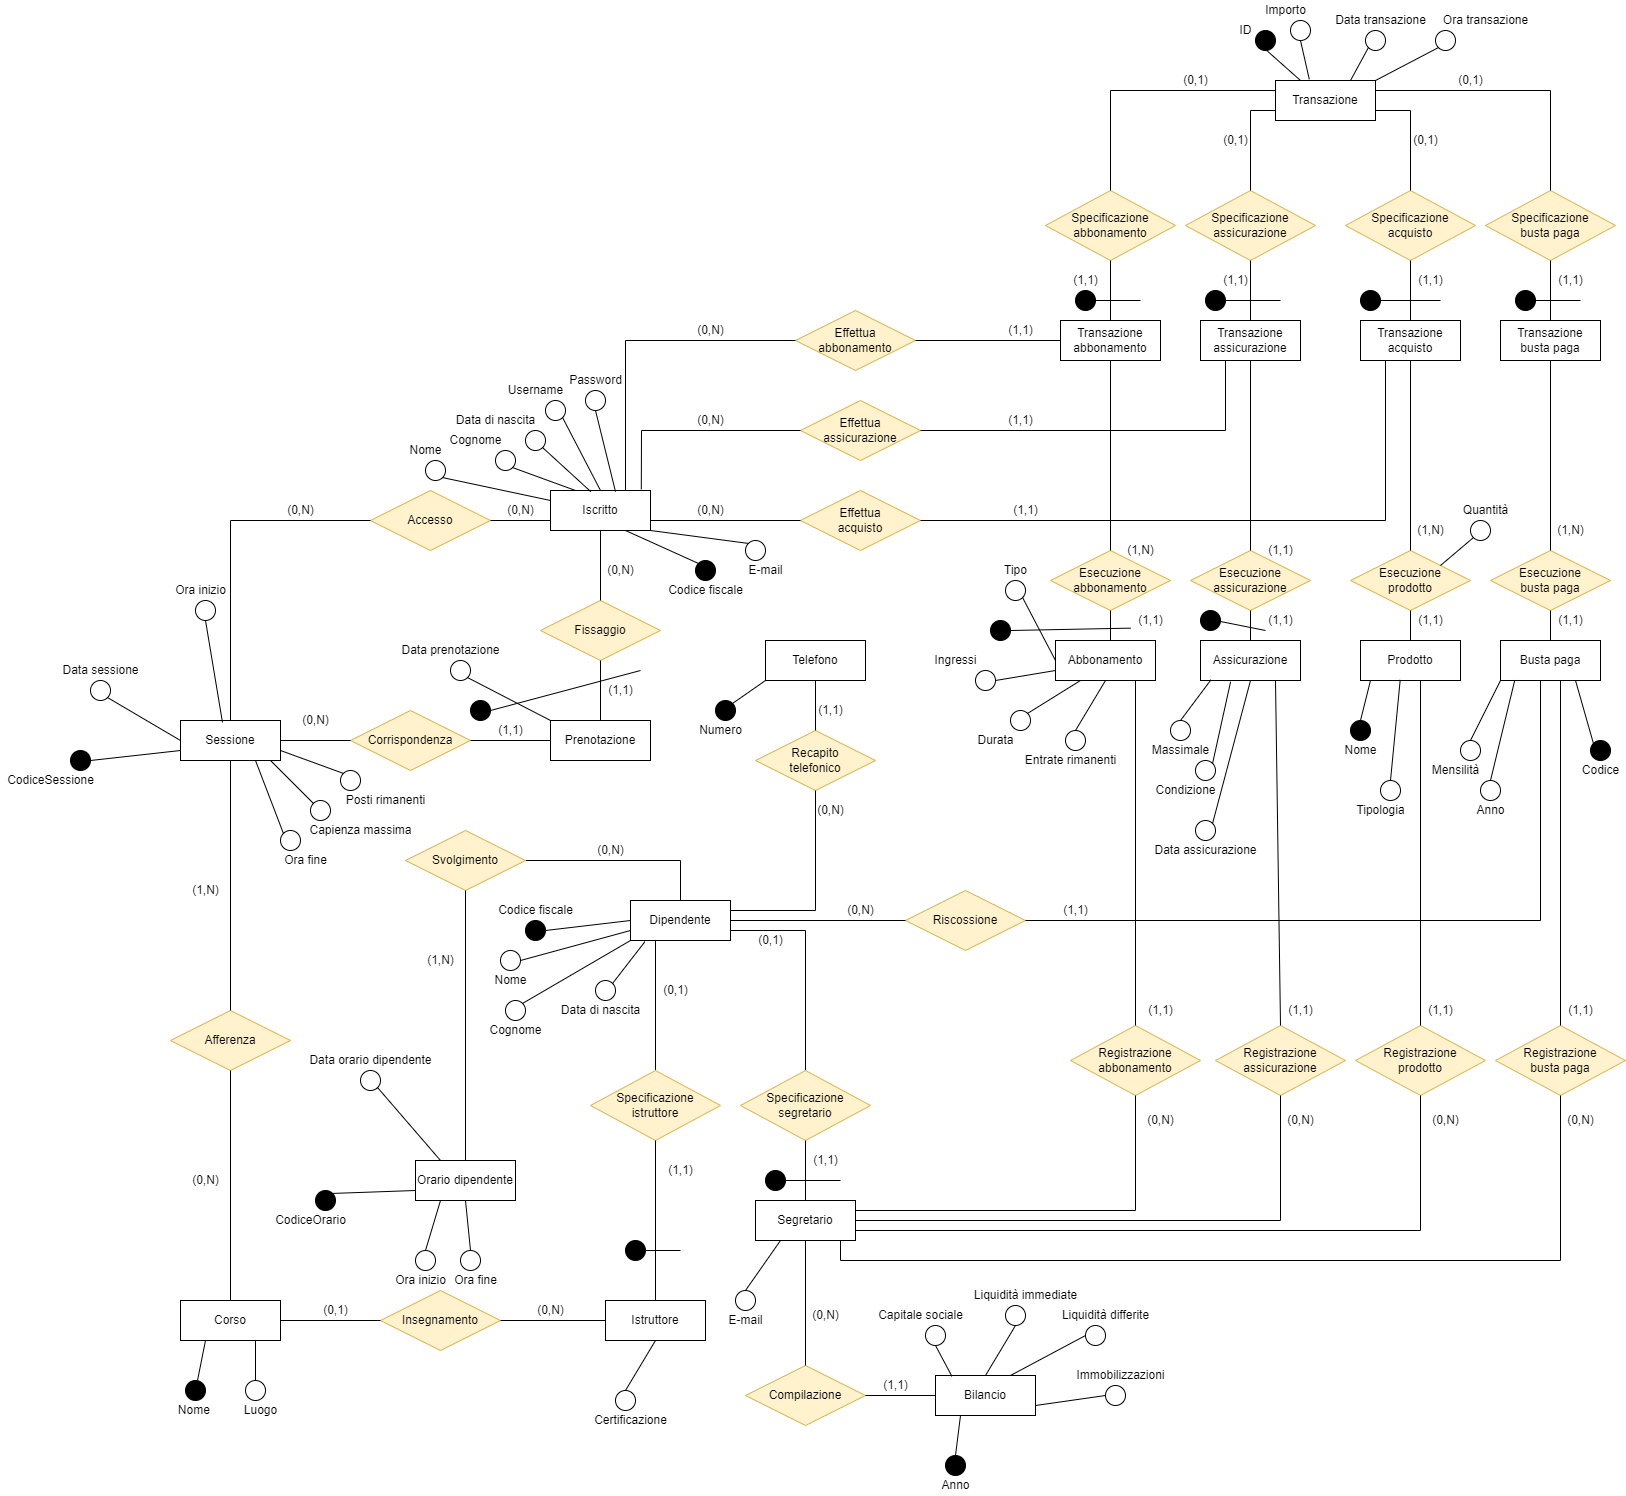 Importo
ID
Data transazione
Ora transazione
(0,1)
(0,1)
Transazione
(0,1)
(0,1)
Specificazione
abbonamento
Specificazione
assicurazione
Specificazione
acquisto
Specificazione
busta paga
(1,1)
(1,1)
(1,1)
(1,1)
(0,N)
Effettua
abbonamento
(1,1)
Transazione
abbonamento
Transazione
assicurazione
Transazione
acquisto
Transazione
busta paga
Password
Username
Data di nascita
Cognome
Nome
(0,N)
Effettua
assicurazione
(1,1)
(0,N)
Accesso
(0,N)
Iscritto
(0,N)
Effettua
acquisto
(1,1)
Quantità
(1,N)
(1,1)
(1,N)
(1,N)
E-mail
Codice fiscale
(0,N)
Tipo
Esecuzione
abbonamento
Esecuzione
assicurazione
Esecuzione
prodotto
Esecuzione
busta paga
Ora inizio
Fissaggio
(1,1)
(1,1)
(1,1)
(1,1)
Data prenotazione
Data sessione
Telefono
Ingressi
Abbonamento
Assicurazione
Prodotto
Busta paga
(1,1)
(0,N)
(1,1)
Numero
(1,1)
Sessione
Corrispondenza
Prenotazione
Durata
Entrate rimanenti
Massimale
Condizione
Nome
Mensilità
Codice
CodiceSessione
Recapito
telefonico
Posti rimanenti
Capienza massima
Ora fine
(0,N)
Tipologia
Anno
Data assicurazione
Svolgimento
(0,N)
(1,N)
Codice fiscale
Dipendente
(0,N)
Riscossione
(1,1)
(0,1)
(1,N)
Nome
Cognome
Data di nascita
(0,1)
(1,1)
(1,1)
(1,1)
(1,1)
Afferenza
Data orario dipendente
Registrazione
abbonamento
Registrazione
assicurazione
Registrazione
prodotto
Registrazione
busta paga
Specificazione
istruttore
Specificazione
segretario
(0,N)
(0,N)
(0,N)
(0,N)
(0,N)
Orario dipendente
(1,1)
(1,1)
CodiceOrario
Segretario
Ora inizio
Ora fine
(0,1)
Insegnamento
(0,N)
Corso
Istruttore
E-mail
(0,N)
Liquidità immediate
Capitale sociale
Liquidità differite
Immobilizzazioni
Compilazione
(1,1)
Bilancio
Nome
Luogo
Certificazione
Anno